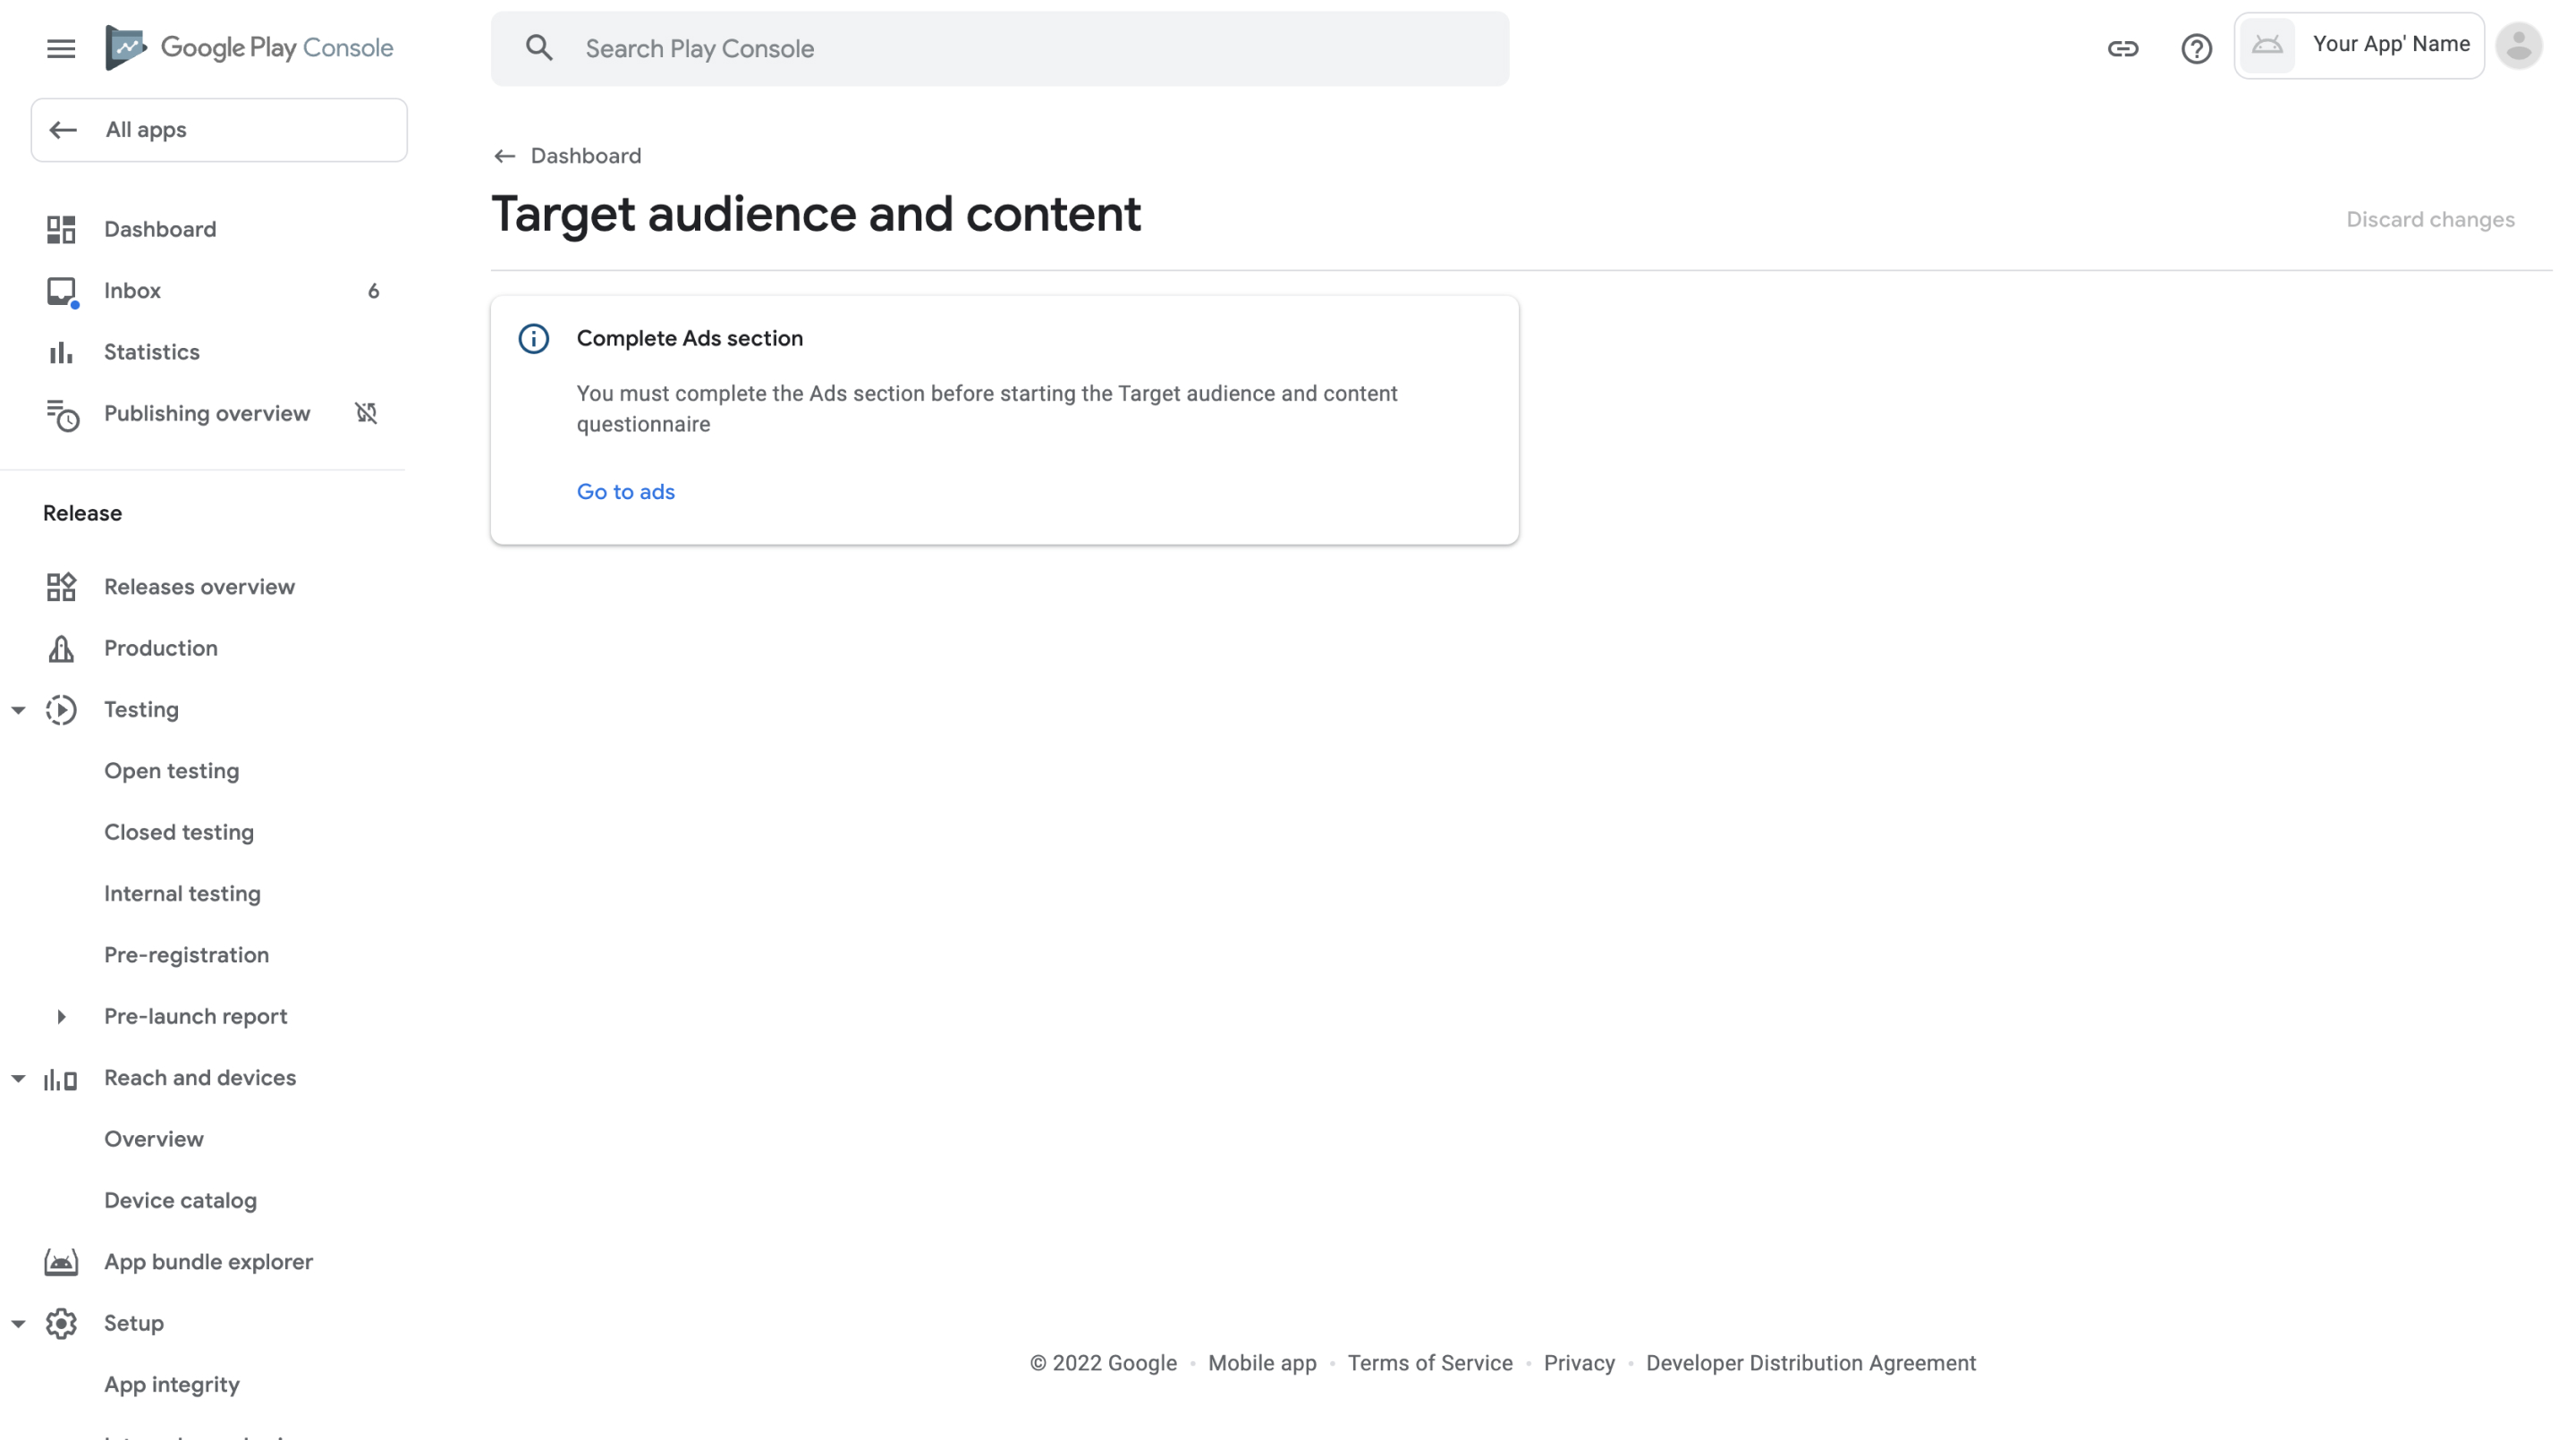 Google Play Console
Search Play Console
Your App' Name
All apps
Dashboard
Inbox 6
Statistics
Publishing overview
Release
Releases overview
Production
Testing
Open testing
Closed testing
Internal testing
Pre-registration
Pre-launch report
Reach and devices
Overview
Device catalog
App bundle explorer
Setup
App integrity
Dashboard
Target audience and content
Discard changes
Complete Ads section
You must complete the Ads section before starting the Target audience and content
questionnaire
Go to ads
© 2022 Google • Mobile app • Terms of Service • Privacy • Developer Distribution Agreement